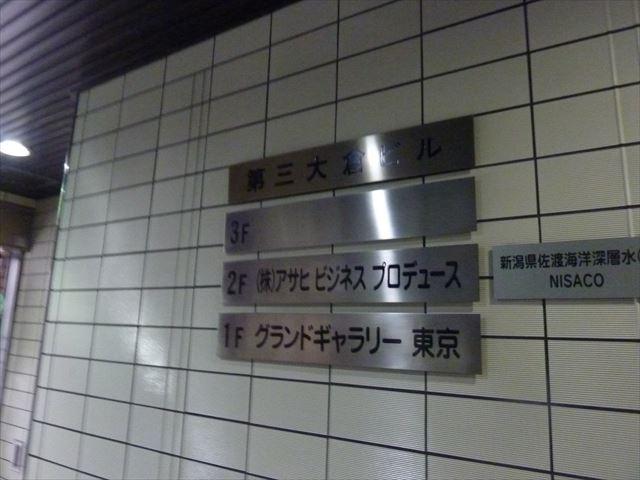 第三大倉ビル
3F
2F (株)アサヒ ビジネス プロデュース
1F グランドギャラリー 東京
新潟県佐渡海洋深層水
NISACO